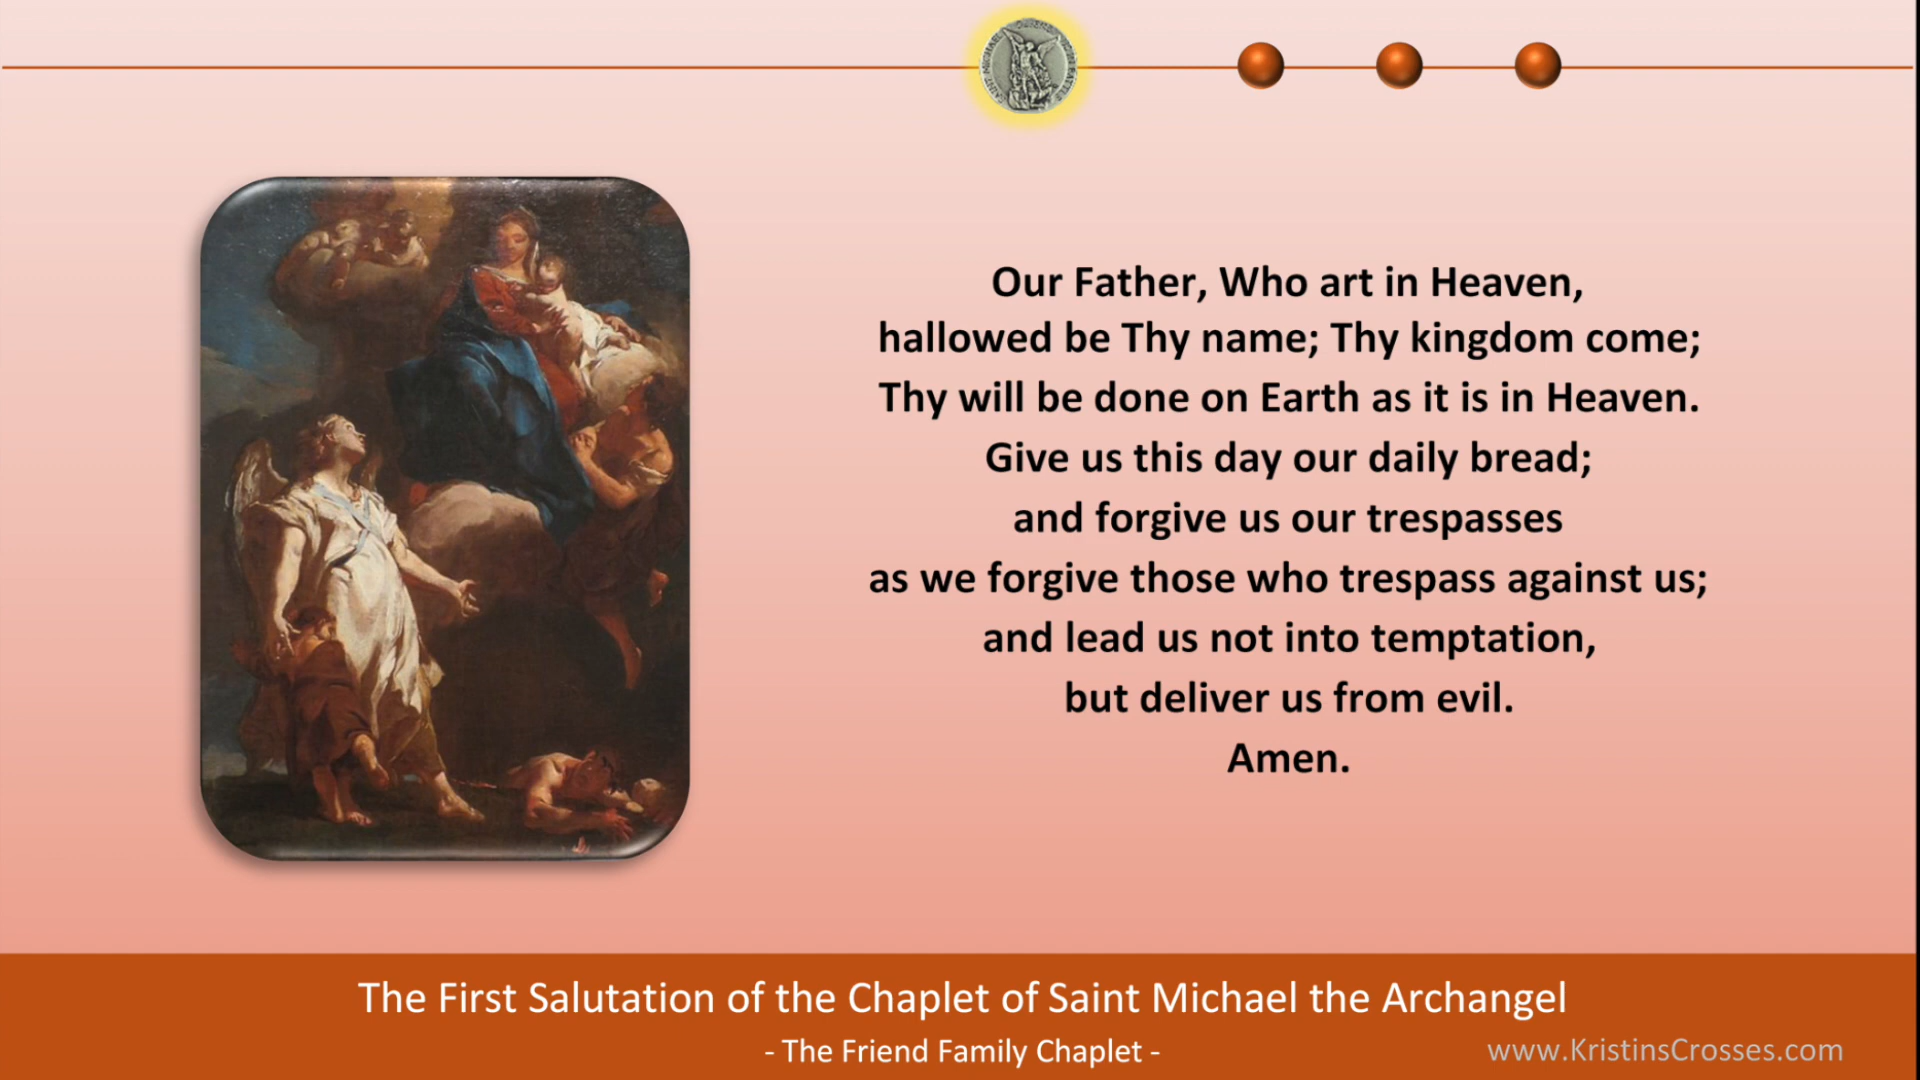 SAINT MICHAEL
Our Father, Who art in Heaven,
hallowed be Thy name; Thy kingdom come;
Thy will be done on Earth as it is in Heaven.
Give us this day our daily bread;
and forgive us our trespasses
as we forgive those who trespass against us;
and lead us not into temptation,
but deliver us from evil.
Amen.
The First Salutation of the Chaplet of Saint Michael the Archangel
- The Friend Family Chaplet -
www.KristinsCrosses.com